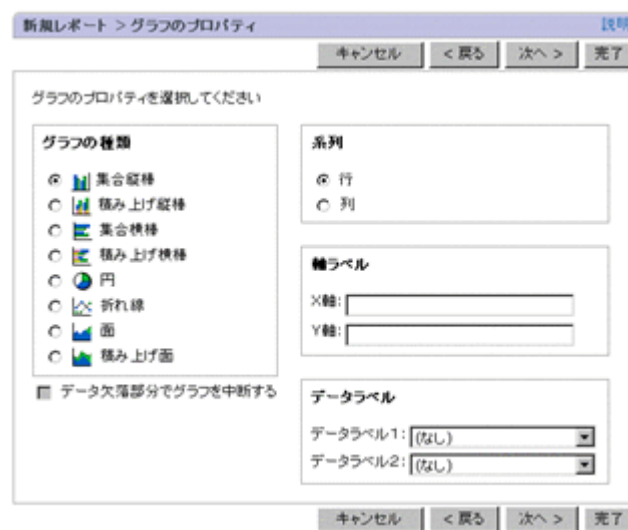 新規レポート > グラフのプロパティ
説明
キャンセル < 戻る 次へ > 完了
グラフのプロパティを選択してください
グラフの種類
集合縦棒
積み上げ縦棒
集合横棒
積み上げ横棒
円
折れ線
面
積み上げ面
データ欠落部分でグラフを中断する
系列
行
列
軸ラベル
X軸:
Y軸:
データラベル
データラベル1: (なし)
データラベル2: (なし)
キャンセル < 戻る 次へ > 完了